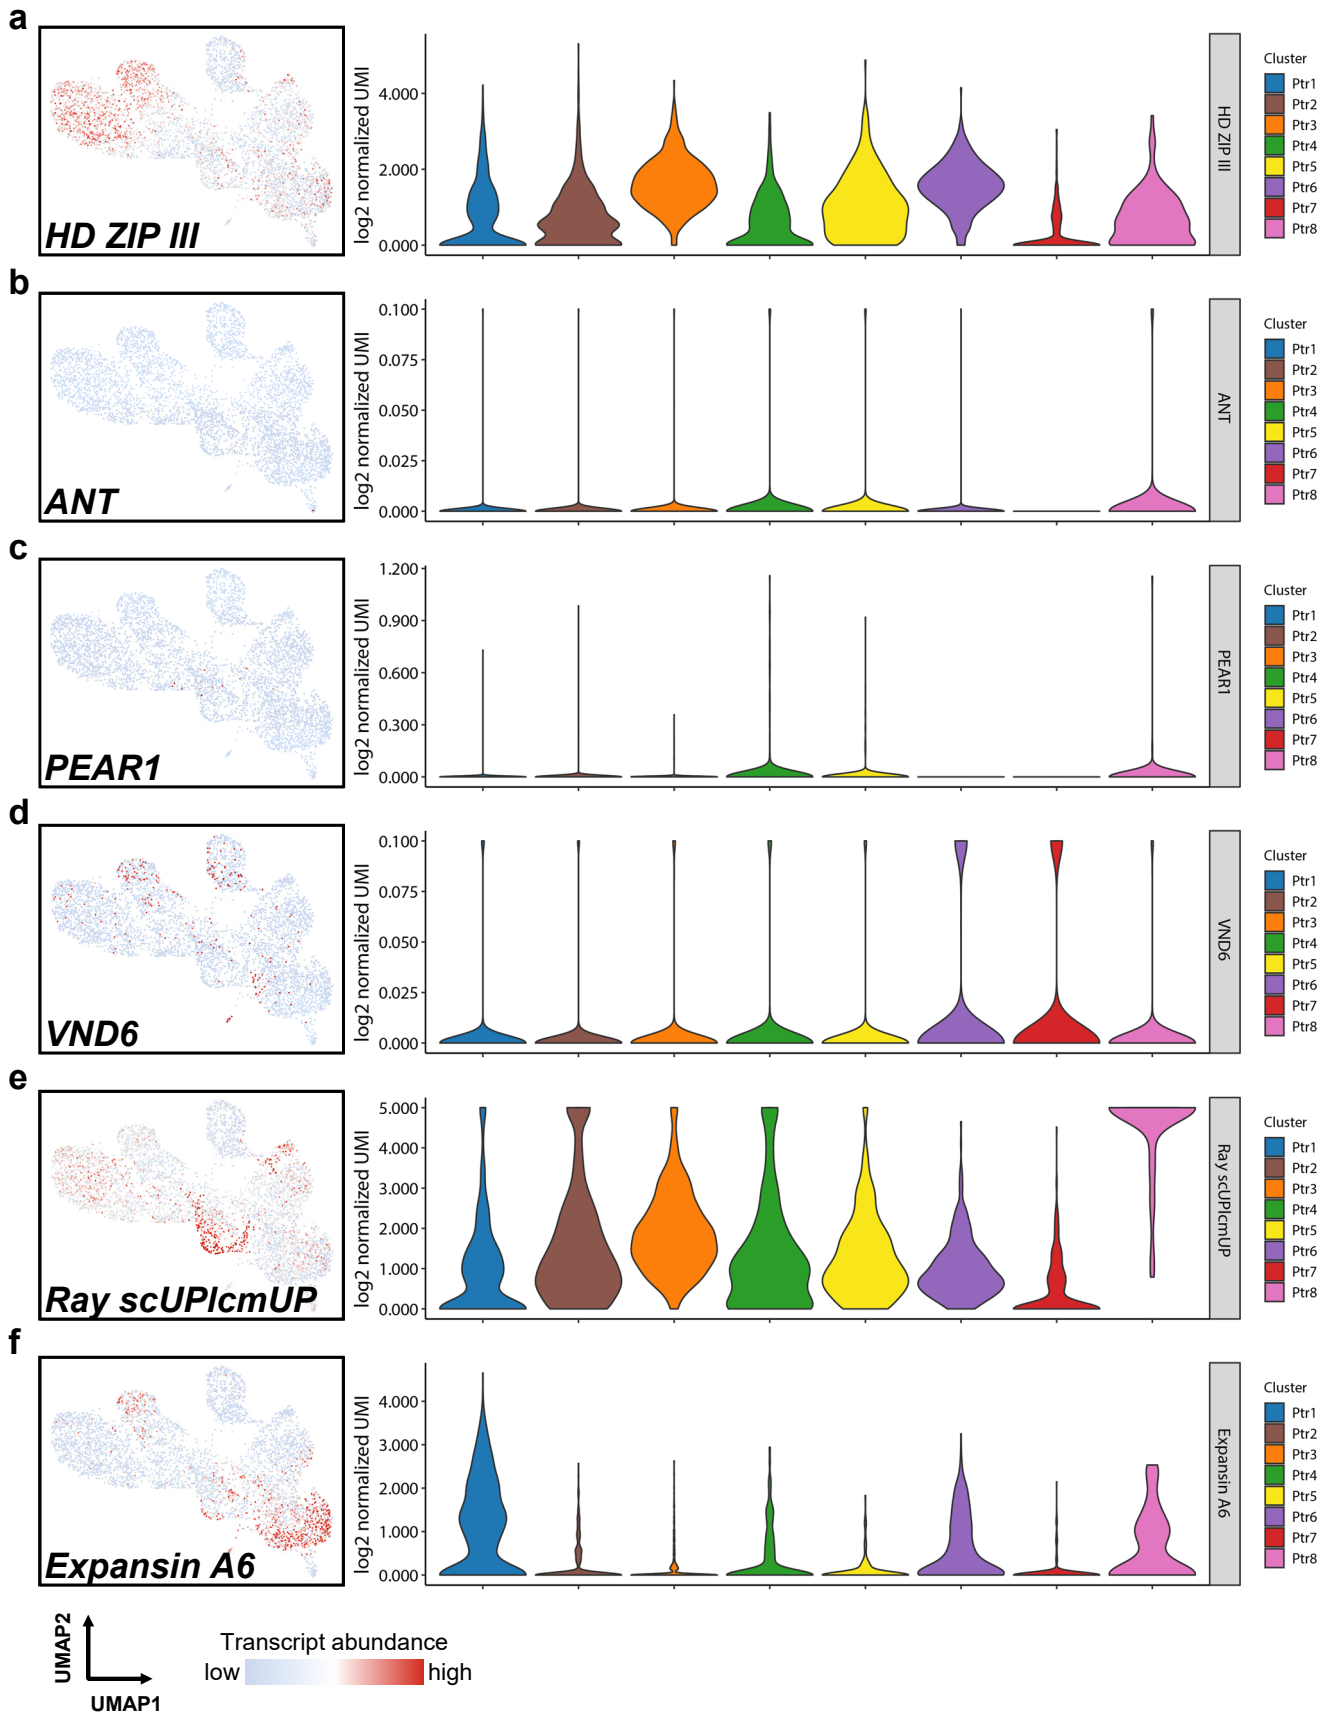 a
HD ZIP III
log2 normalized UMI
4.000
2.000
0.000
HD ZIP III
Cluster
Ptr1
Ptr2
Ptr3
Ptr4
Ptr5
Ptr6
Ptr7
Ptr8
b
ANT
log2 normalized UMI
0.100
0.075
0.050
0.025
0.000
ANT
Cluster
Ptr1
Ptr2
Ptr3
Ptr4
Ptr5
Ptr6
Ptr7
Ptr8
c
PEAR1
log2 normalized UMI
1.200
0.900
0.600
0.300
0.000
PEAR1
Cluster
Ptr1
Ptr2
Ptr3
Ptr4
Ptr5
Ptr6
Ptr7
Ptr8
d
VND6
log2 normalized UMI
0.100
0.075
0.050
0.025
0.000
VND6
Cluster
Ptr1
Ptr2
Ptr3
Ptr4
Ptr5
Ptr6
Ptr7
Ptr8
e
Ray scUPlcmUP
log2 normalized UMI
5.000
4.000
3.000
2.000
1.000
0.000
Ray scUPlcmUP
Cluster
Ptr1
Ptr2
Ptr3
Ptr4
Ptr5
Ptr6
Ptr7
Ptr8
f
Expansin A6
log2 normalized UMI
4.000
3.000
2.000
1.000
0.000
Expansin A6
Cluster
Ptr1
Ptr2
Ptr3
Ptr4
Ptr5
Ptr6
Ptr7
Ptr8
UMAP2
UMAP1
Transcript abundance
low
high